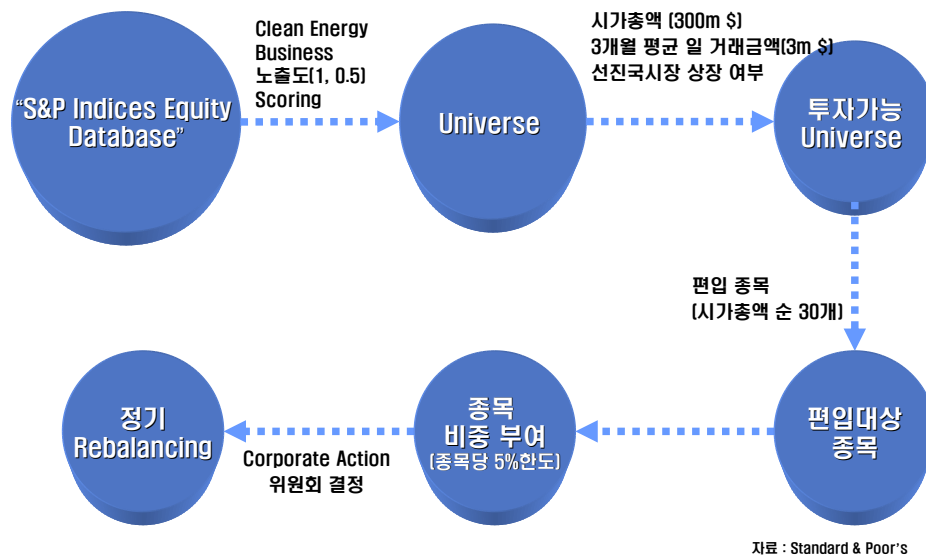 Clean Energy
Business
노출도(1, 0.5)
Scoring
시가총액 (300m $)
3개월 평균 일 거래금액(3m $)
선진국시장 상장 여부
“S&P Indices Equity
Database”
Universe
투자가능
Universe
편입 종목
(시가총액 순 30개)
정기
Rebalancing
Corporate Action
위원회 결정
종목
비중 부여
(종목당 5%한도)
편입대상
종목
자료 : Standard & Poor's